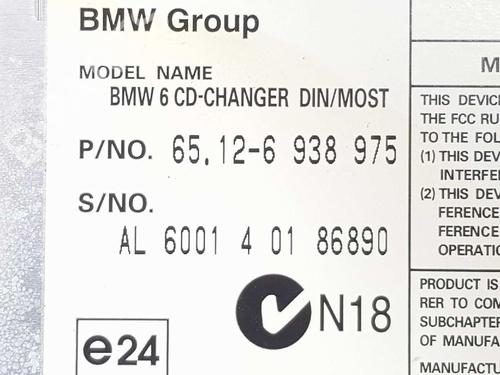 BMW Group
MODEL NAME
BMW 6 CD-CHANGER DIN/MOST
P/NO. 65.12-6 938 975
S/NO.
AL 6001 4 01 86890
N18
e24
M
THIS DEVIC
THE FCC RU
TO THE FOL
(1) THIS DEV
INTERFE
(2) THIS DEV
FERENCE
FERENCE
OPERATIO
PRODUCT IS
RER TO COM
SUBCHAPTER
OF MANUFA
MANUFACTU